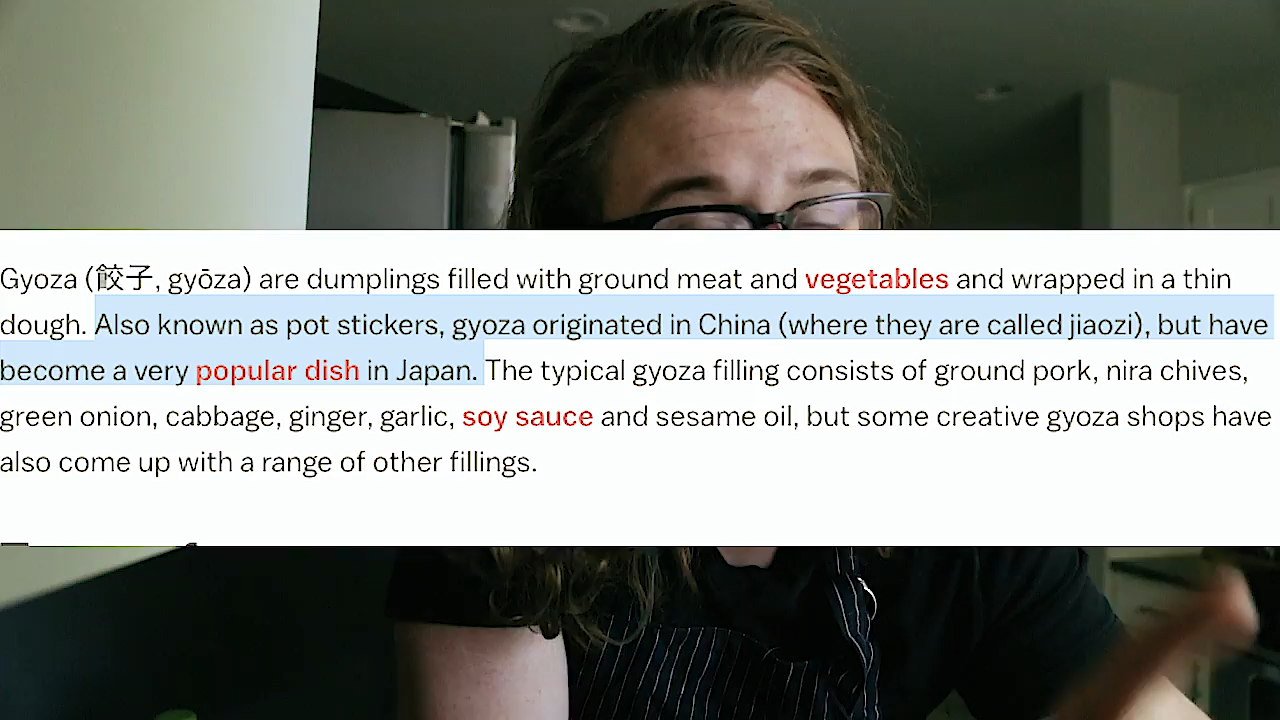 Gyoza (餃子, gyōza) are dumplings filled with ground meat and vegetables and wrapped in a thin
dough. Also known as pot stickers, gyoza originated in China (where they are called jiaozi), but have
become a very popular dish in Japan. The typical gyoza filling consists of ground pork, nira chives,
green onion, cabbage, ginger, garlic, soy sauce and sesame oil, but some creative gyoza shops have
also come up with a range of other fillings.